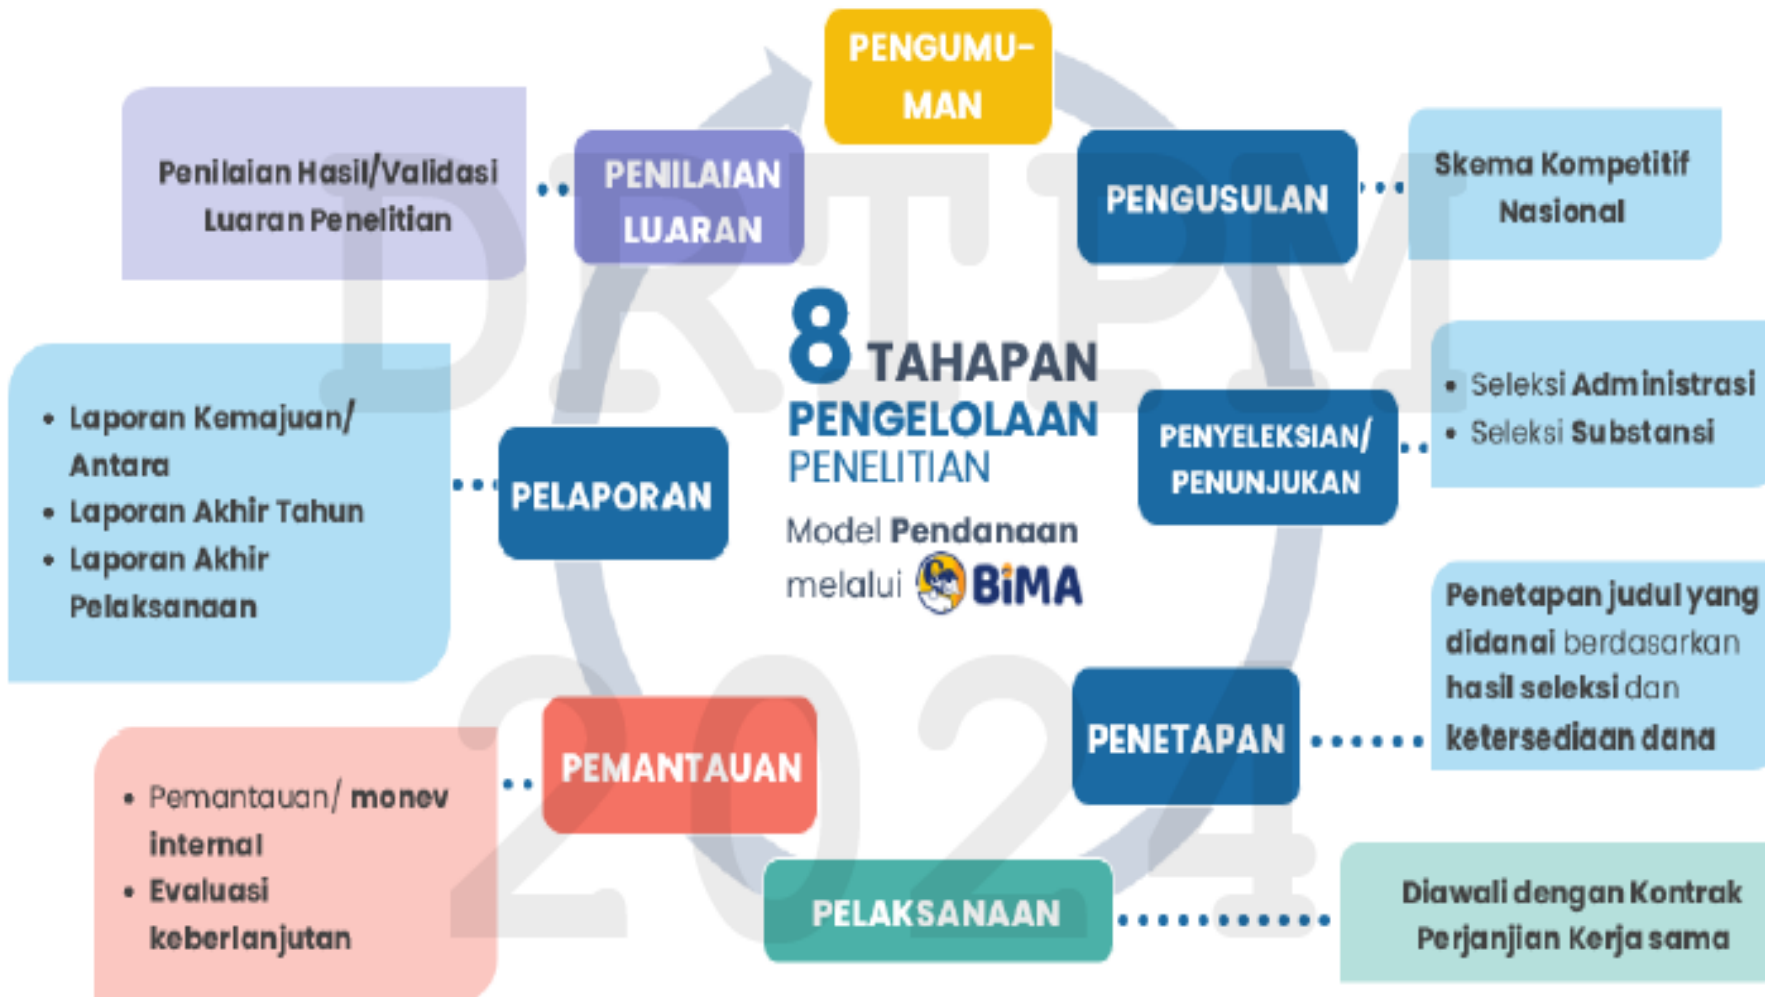 PENGUMU-
MAN
PENGUSULAN
Skema Kompetitif
Nasional
PENYELEKSIAN/
PENUNJUKAN
• Seleksi Administrasi
• Seleksi Substansi
PENETAPAN
Penetapan judul yang
didanai berdasarkan
hasil seleksi dan
ketersediaan dana
PELAKSANAAN
Diawali dengan Kontrak
Perjanjian Kerja sama
PEMANTAUAN
• Pemantauan/ monev
internal
• Evaluasi
keberlanjutan
PELAPORAN
• Laporan Kemajuan/
Antara
• Laporan Akhir Tahun
• Laporan Akhir
Pelaksanaan
PENILAIAN
LUARAN
Penilaian Hasil/Validasi
Luaran Penelitian
8 TAHAPAN
PENGELOLAAN
PENELITIAN
Model Pendanaan
melalui BiMA
DRTPM
2024